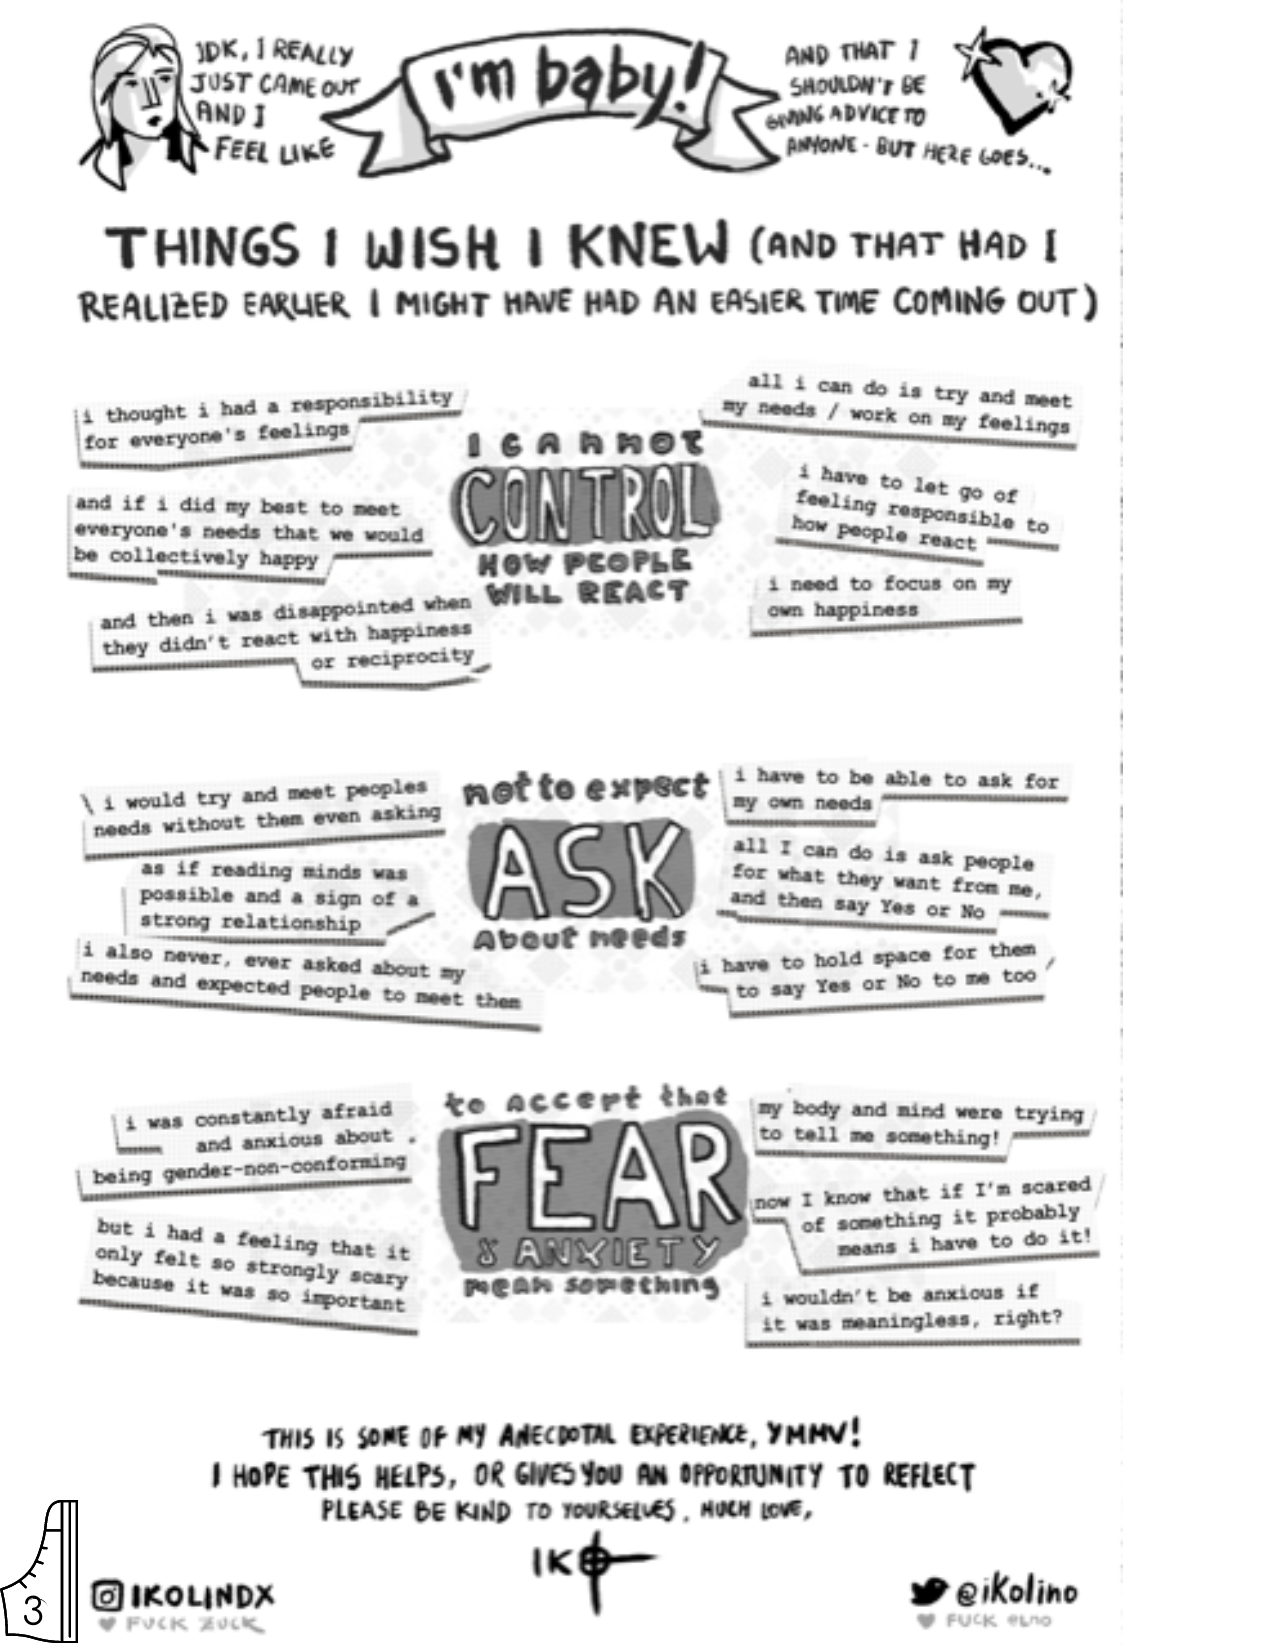 IDK, I REALLY
JUST CAME OUT
AND I
FEEL LIKE
I'm baby!
AND THAT I
SHOULDN'T BE
GIVING ADVICE TO
ANYONE - BUT HERE GOES...
THINGS I WISH I KNEW (AND THAT HAD I
REALIZED EARLIER I MIGHT HAVE HAD AN EASIER TIME COMING OUT)
i thought i had a responsibility
for everyone's feelings
and if i did my best to meet
everyone's needs that we would
be collectively happy
and then i was disappointed when
they didn't react with happiness
or reciprocity
I CANNOT
CONTROL
HOW PEOPLE
WILL REACT
all i can do is try and meet
my needs / work on my feelings
i have to let go of
feeling responsible to
how people react
i need to focus on my
own happiness
\ i would try and meet peoples
needs without them even asking
as if reading minds was
possible and a sign of a
strong relationship
i also never, ever asked about my
needs and expected people to meet them
not to expect
ASK
About needs
i have to be able to ask for
my own needs
all I can do is ask people
for what they want from me,
and then say Yes or No
i have to hold space for them
to say Yes or No to me too
i was constantly afraid
and anxious about
being gender-non-conforming
but i had a feeling that it
only felt so strongly scary
because it was so important
to accept that
FEAR
& ANXIETY
mean something
my body and mind were trying
to tell me something!
now I know that if I'm scared
of something it probably
means i have to do it!
i wouldn't be anxious if
it was meaningless, right?
THIS IS SOME OF MY ANECDOTAL EXPERIENCE, YMMV!
I HOPE THIS HELPS, OR GIVES YOU AN OPPORTUNITY TO REFLECT
PLEASE BE KIND TO YOURSELVES, MUCH LOVE,
IKO
3
IKOLINDX
FUCK ZUCK
@iKolino
FUCK eLno